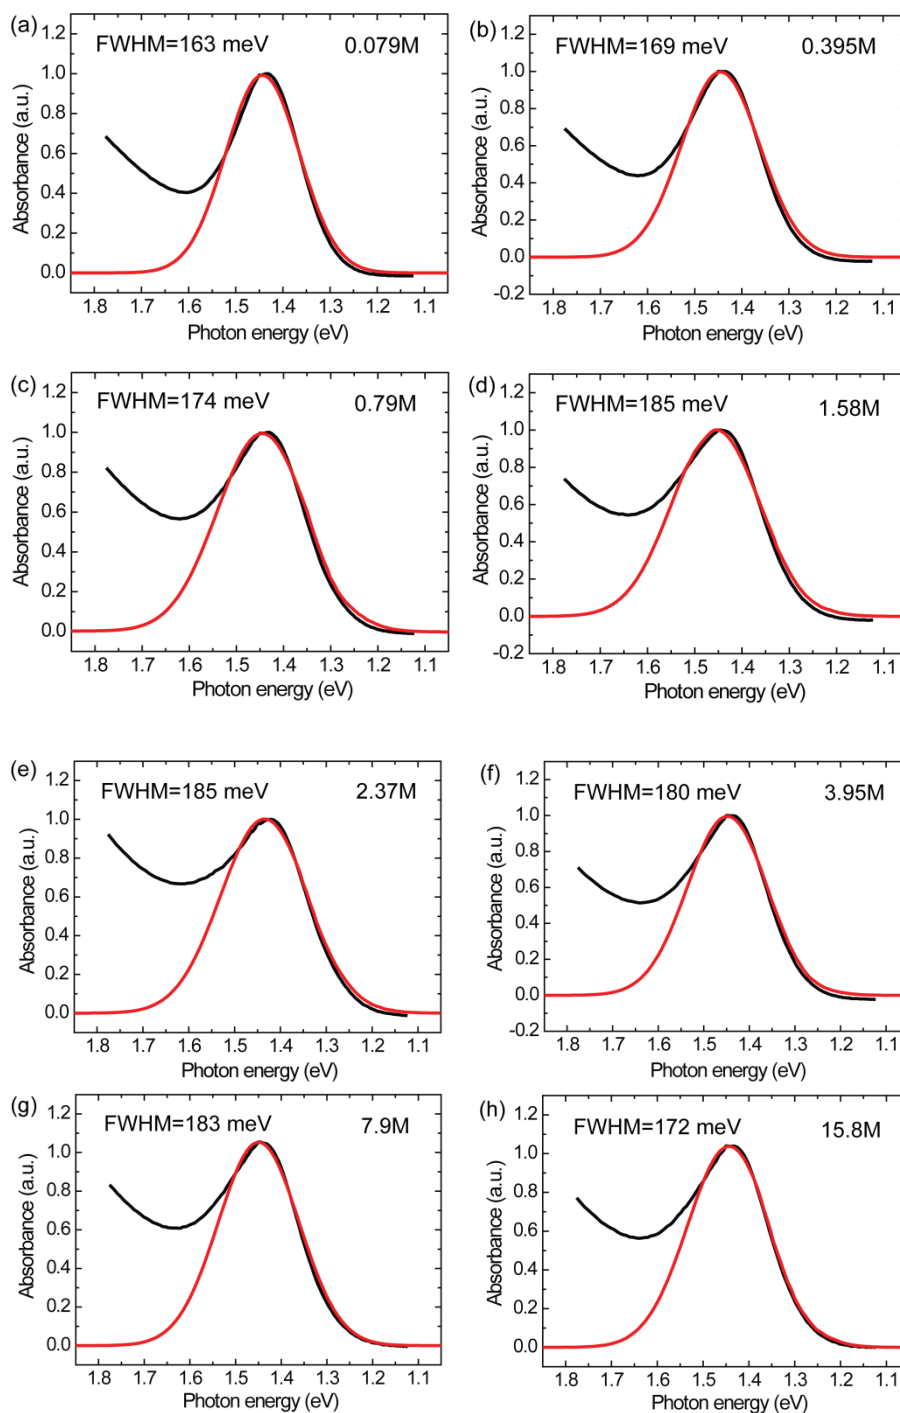 (a)
FWHM=163 meV
0.079M
1.2
1.0
0.8
0.6
0.4
0.2
0.0
Absorbance (a.u.)
1.8 1.7 1.6 1.5 1.4 1.3 1.2 1.1
Photon energy (eV)
(b)
FWHM=169 meV
0.395M
1.2
1.0
0.8
0.6
0.4
0.2
0.0
-0.2
Absorbance (a.u.)
1.8 1.7 1.6 1.5 1.4 1.3 1.2 1.1
Photon energy (eV)
(c)
FWHM=174 meV
0.79M
1.2
1.0
0.8
0.6
0.4
0.2
0.0
Absorbance (a.u.)
1.8 1.7 1.6 1.5 1.4 1.3 1.2 1.1
Photon energy (eV)
(d)
FWHM=185 meV
1.58M
1.2
1.0
0.8
0.6
0.4
0.2
0.0
-0.2
Absorbance (a.u.)
1.8 1.7 1.6 1.5 1.4 1.3 1.2 1.1
Photon energy (eV)
(e)
FWHM=185 meV
2.37M
1.2
1.0
0.8
0.6
0.4
0.2
0.0
Absorbance (a.u.)
1.8 1.7 1.6 1.5 1.4 1.3 1.2 1.1
Photon energy (eV)
(f)
FWHM=180 meV
3.95M
1.2
1.0
0.8
0.6
0.4
0.2
0.0
-0.2
Absorbance (a.u.)
1.8 1.7 1.6 1.5 1.4 1.3 1.2 1.1
Photon energy (eV)
(g)
FWHM=183 meV
7.9M
1.2
1.0
0.8
0.6
0.4
0.2
0.0
Absorbance (a.u.)
1.8 1.7 1.6 1.5 1.4 1.3 1.2 1.1
Photon energy (eV)
(h)
FWHM=172 meV
15.8M
1.2
1.0
0.8
0.6
0.4
0.2
0.0
Absorbance (a.u.)
1.8 1.7 1.6 1.5 1.4 1.3 1.2 1.1
Photon energy (eV)